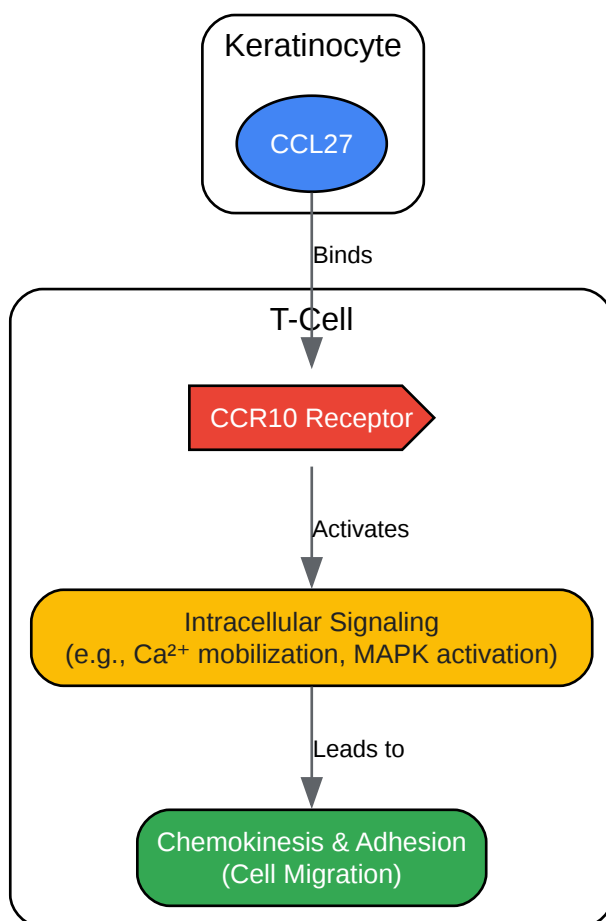 Keratinocyte
CCL27
Binds
T-Cell
CCR10 Receptor
Activates
Intracellular Signaling
(e.g., Ca²⁺ mobilization, MAPK activation)
Leads to
Chemokinesis & Adhesion
(Cell Migration)